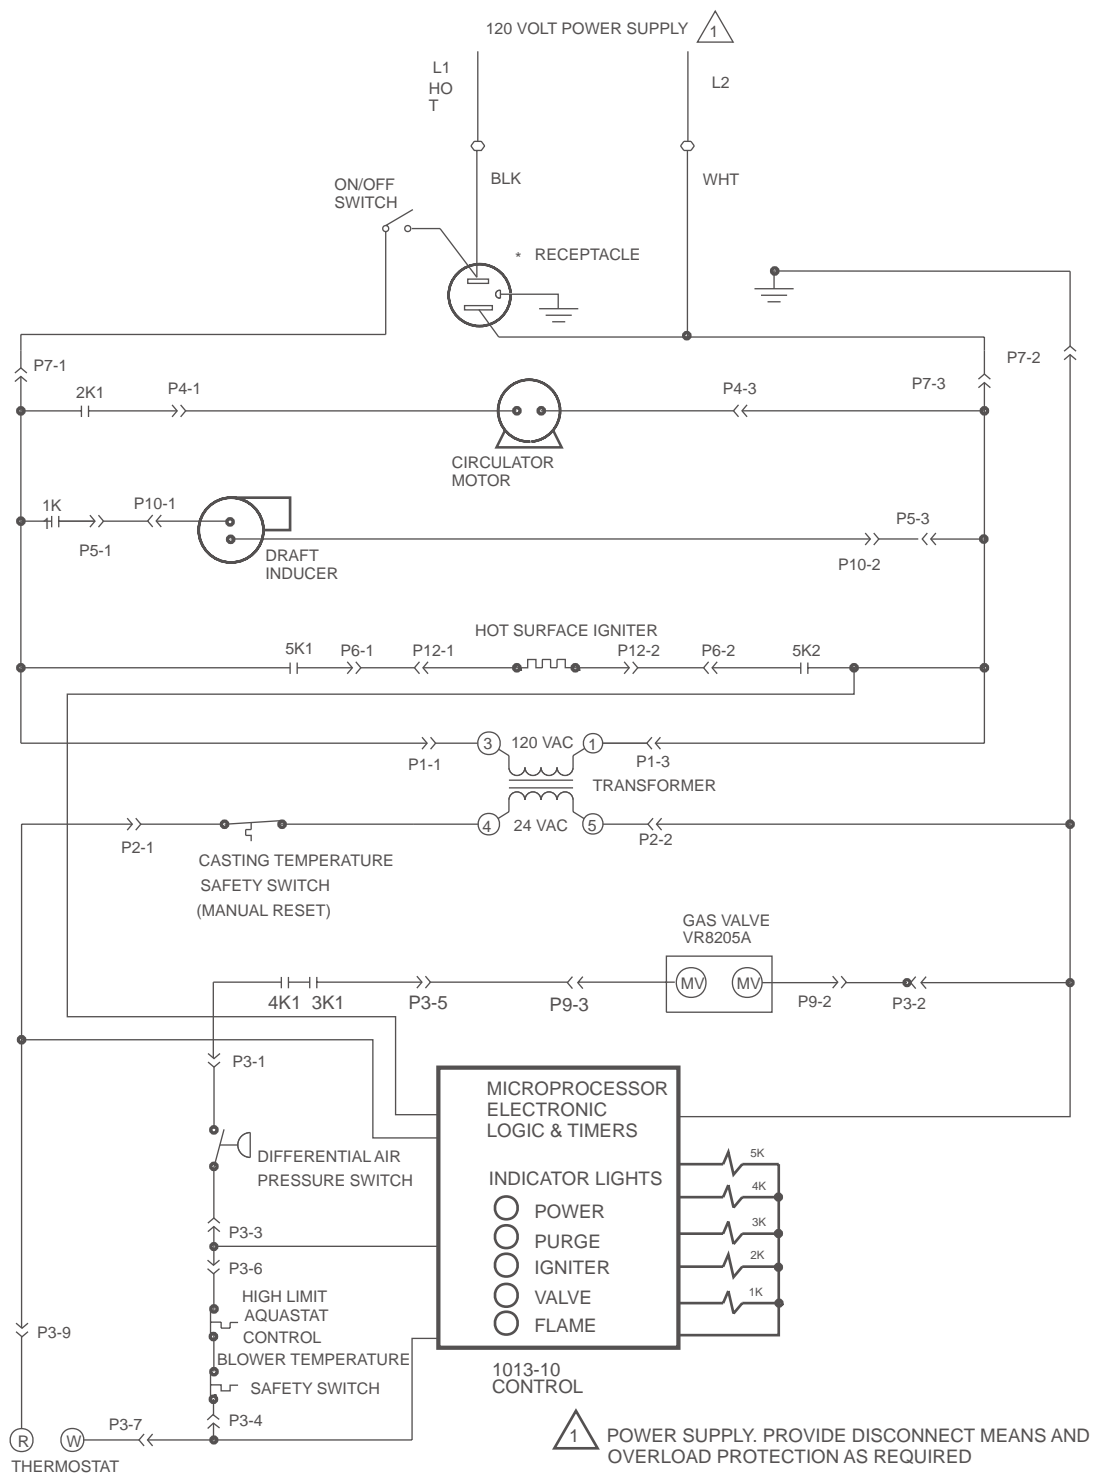 120 VOLT POWER SUPPLY 1
L1
HO
T
L2
BLK
WHT
ON/OFF
SWITCH
* RECEPTACLE
P7-1
P7-2
P7-3
2K1
P4-1
P4-3
CIRCULATOR
MOTOR
1K
1
P10-1
P5-1
DRAFT
INDUCER
P5-3
P10-2
HOT SURFACE IGNITER
5K1
P6-1
P12-1
P12-2
P6-2
5K2
3
120 VAC
1
P1-1
P1-3
TRANSFORMER
4
24 VAC
5
P2-1
P2-2
CASTING TEMPERATURE
SAFETY SWITCH
(MANUAL RESET)
GAS VALVE
VR8205A
MV
MV
4K1
3K1
P3-5
P9-3
P9-2
P3-2
P3-1
DIFFERENTIAL AIR
PRESSURE SWITCH
P3-3
P3-6
HIGH LIMIT
AQUASTAT
CONTROL
BLOWER TEMPERATURE
SAFETY SWITCH
P3-4
P3-9
P3-7
R
W
THERMOSTAT
MICROPROCESSOR
ELECTRONIC
LOGIC & TIMERS
INDICATOR LIGHTS
POWER
PURGE
IGNITER
VALVE
FLAME
5K
4K
3K
2K
1K
1013-10
CONTROL
1 POWER SUPPLY. PROVIDE DISCONNECT MEANS AND
OVERLOAD PROTECTION AS REQUIRED